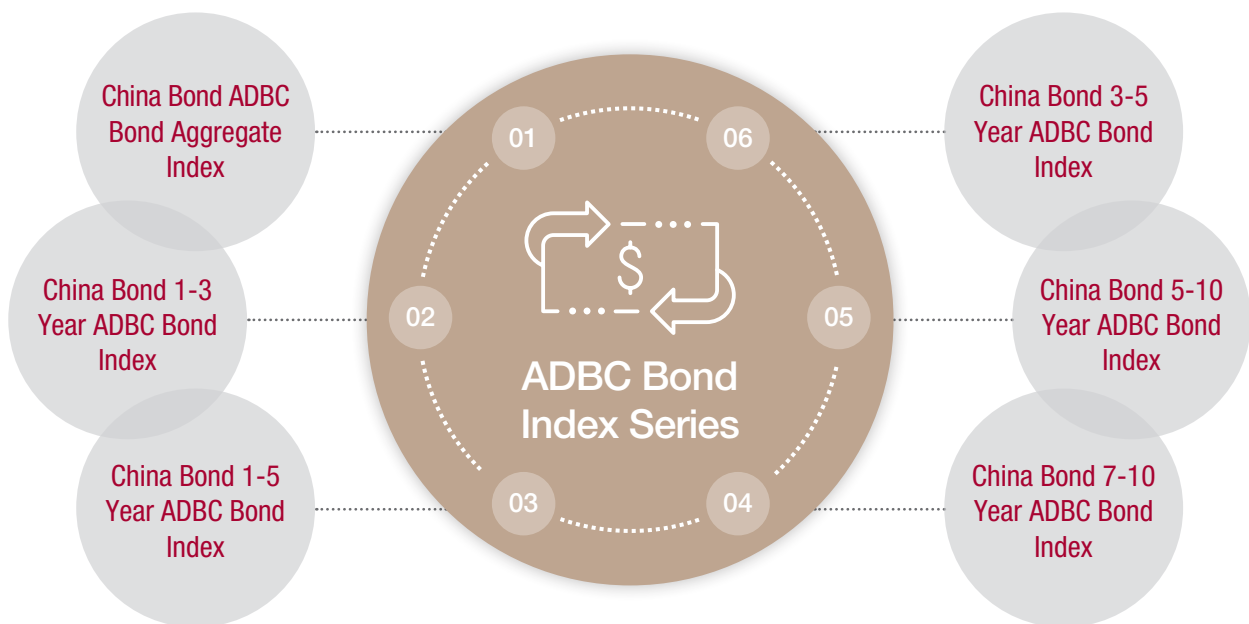 China Bond ADBC
Bond Aggregate
Index
China Bond 1-3
Year ADBC Bond
Index
China Bond 1-5
Year ADBC Bond
Index
01
02
03
04
05
06
$
ADBC Bond
Index Series
China Bond 3-5
Year ADBC Bond
Index
China Bond 5-10
Year ADBC Bond
Index
China Bond 7-10
Year ADBC Bond
Index